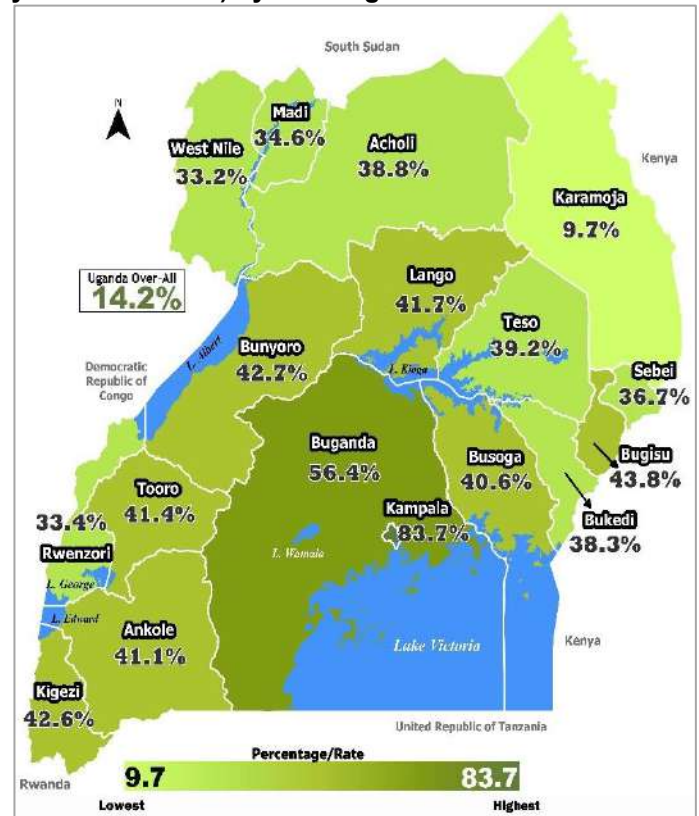 South Sudan
N
Madi
34.6%
West Nile
33.2%
Acholi
38.8%
Kenya
Karamoja
9.7%
Uganda Over-All
14.2%
Lango
41.7%
Teso
39.2%
L. Albert
Bunyoro
42.7%
L. Kioga
Democratic
Republic of
Congo
Sebei
36.7%
Buganda
56.4%
Busoga
40.6%
Bugisu
43.8%
Tooro
41.4%
Kampala
83.7%
Bukedi
38.3%
33.4%
Rwenzori
L. Wamala
L. George
L. Edward
Ankole
41.1%
Lake Victoria
Kenya
Kigezi
42.6%
United Republic of Tanzania
Percentage/Rate
9.7
83.7
Rwanda
Lowest
Highest